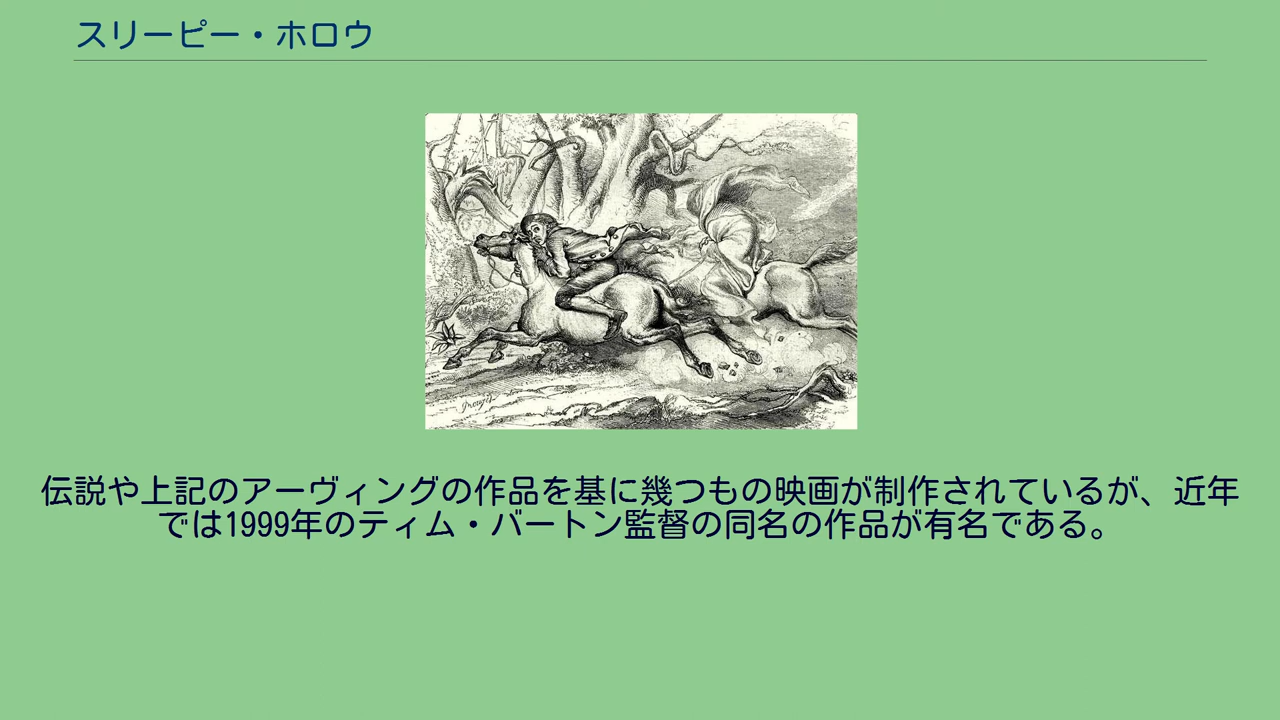 スリーピー・ホロウ
伝説や上記のアーヴィングの作品を基に幾つもの映画が制作されているが、近年
では1999年のティム・バートン監督の同名の作品が有名である。